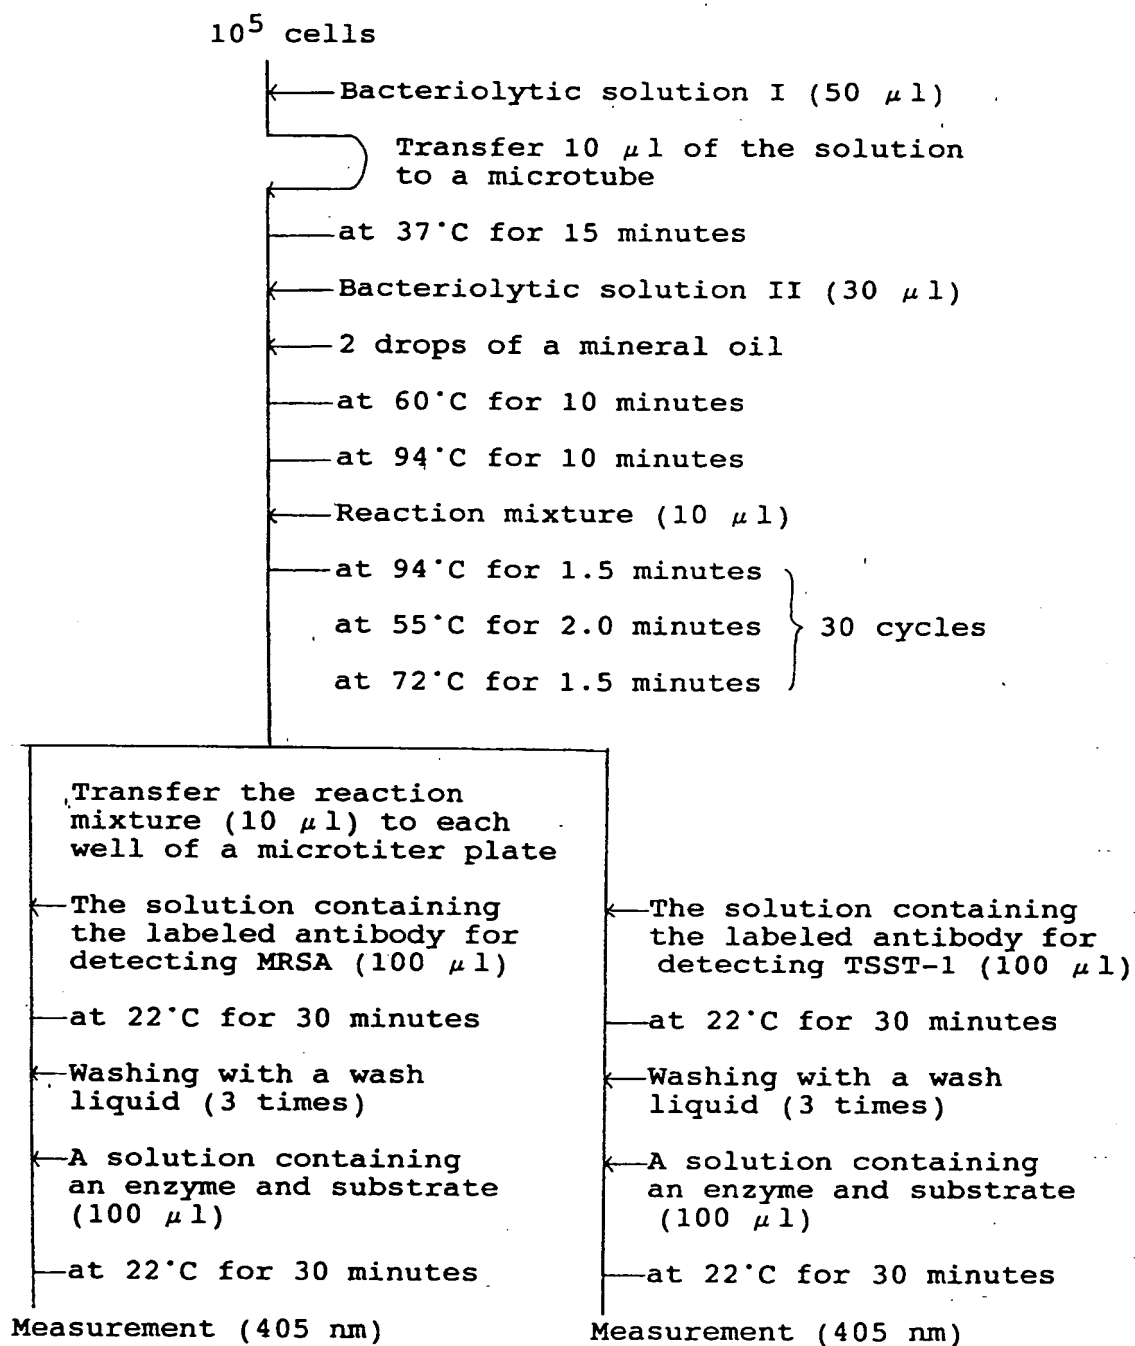 10⁵ cells
Bacteriolytic solution I (50 μl)
Transfer 10 μl of the solution
to a microtube
at 37°C for 15 minutes
Bacteriolytic solution II (30 μl)
2 drops of a mineral oil
at 60°C for 10 minutes
at 94°C for 10 minutes
Reaction mixture (10 μl)
at 94°C for 1.5 minutes
at 55°C for 2.0 minutes
30 cycles
at 72°C for 1.5 minutes
Transfer the reaction
mixture (10 μl) to each
well of a microtiter plate
The solution containing
the labeled antibody for
detecting MRSA (100 μl)
at 22°C for 30 minutes
Washing with a wash
liquid (3 times)
A solution containing
an enzyme and substrate
(100 μl)
at 22°C for 30 minutes
Measurement (405 nm)
The solution containing
the labeled antibody for
detecting TSST-1 (100 μl)
at 22°C for 30 minutes
Washing with a wash
liquid (3 times)
A solution containing
an enzyme and substrate
(100 μl)
at 22°C for 30 minutes
Measurement (405 nm)